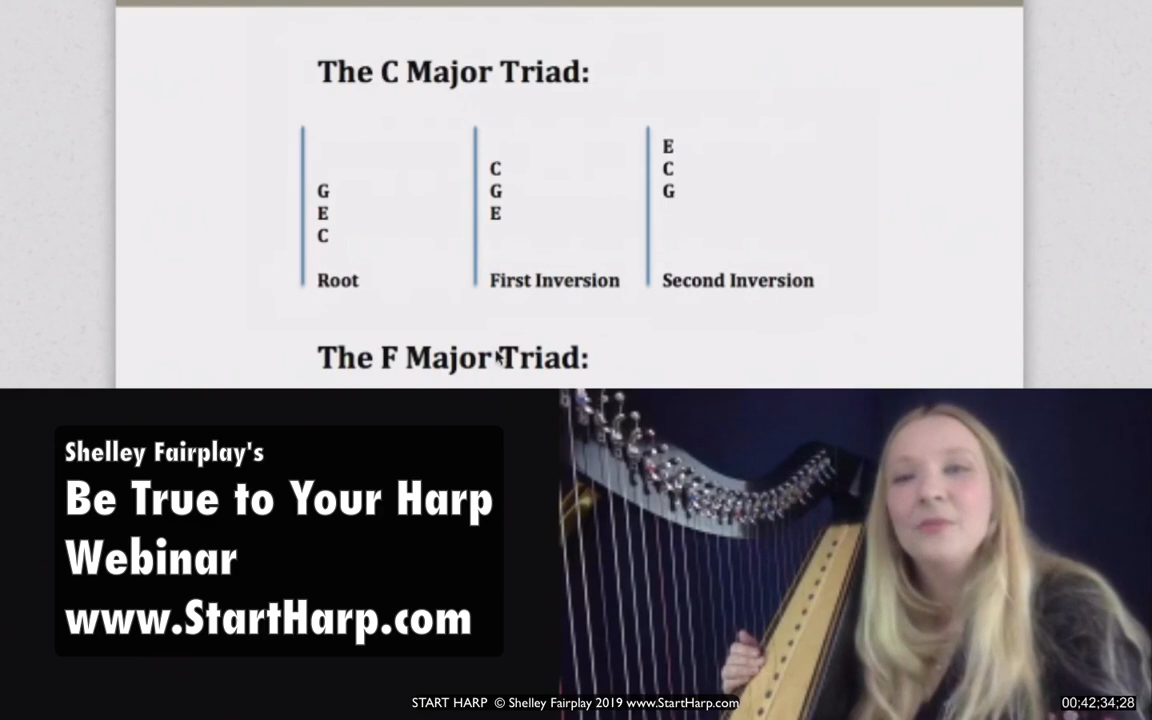 The C Major Triad:
E
C C
G G G
E E
C
Root First Inversion Second Inversion
The F Major Triad:
Shelley Fairplay's
Be True to Your Harp
Webinar
www.StartHarp.com
START HARP © Shelley Fairplay 2019 www.StartHarp.com
00;42;34;28